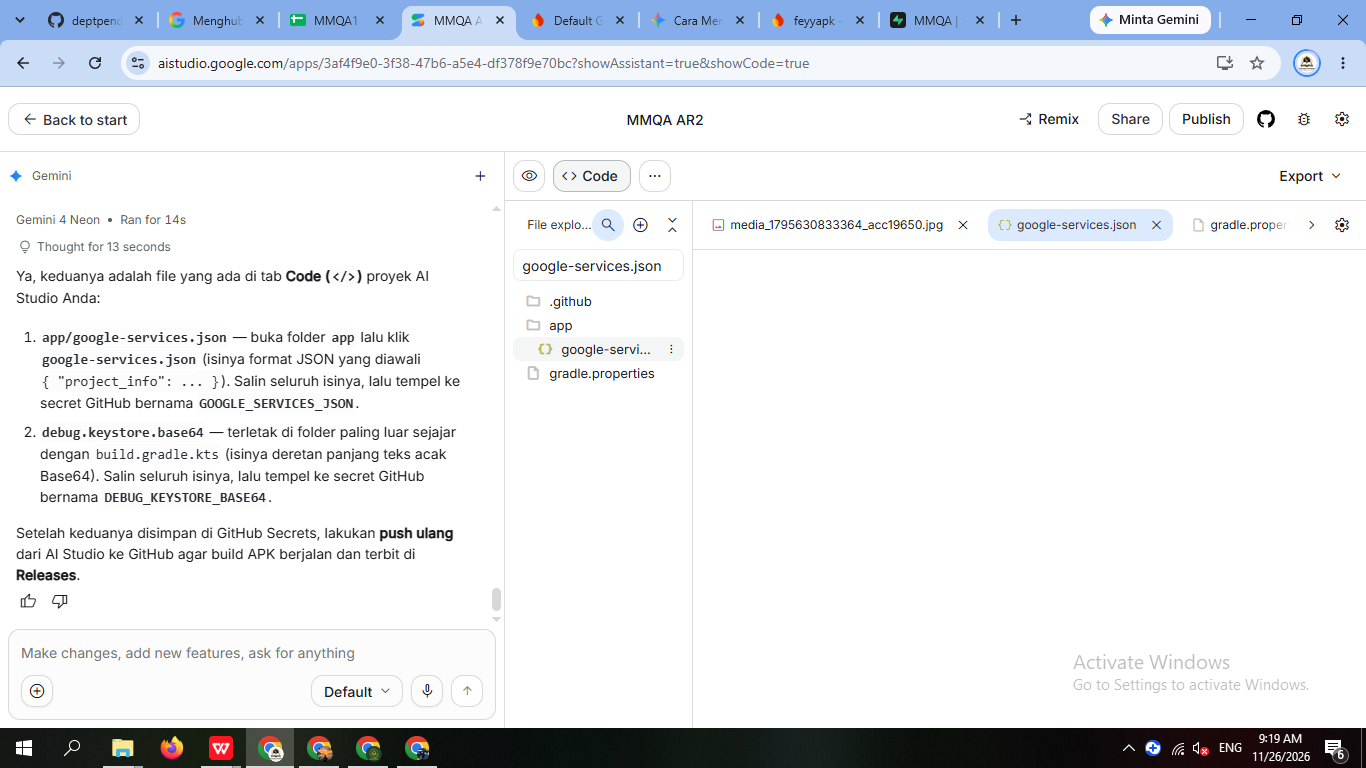 deptpenc
Menghub
MMQA1
MMQA A
Default G
Cara Men
feyyapk -
MMQA |
Minta Gemini
aistudio.google.com/apps/3af4f9e0-3f38-47b6-a5e4-df378f9e70bc?showAssistant=true&showCode=true
Back to start
MMQA AR2
Remix
Share
Publish
Gemini
Code
Export
Gemini 4 Neon • Ran for 14s
Thought for 13 seconds
Ya, keduanya adalah file yang ada di tab Code (</>) proyek AI
Studio Anda:
1. app/google-services.json — buka folder app lalu klik
google-services.json (isinya format JSON yang diawali
{ "project_info": ... }). Salin seluruh isinya, lalu tempel ke
secret GitHub bernama GOOGLE_SERVICES_JSON.
2. debug.keystore.base64 — terletak di folder paling luar sejajar
dengan build.gradle.kts (isinya deretan panjang teks acak
Base64). Salin seluruh isinya, lalu tempel ke secret GitHub
bernama DEBUG_KEYSTORE_BASE64.
Setelah keduanya disimpan di GitHub Secrets, lakukan push ulang
dari AI Studio ke GitHub agar build APK berjalan dan terbit di
Releases.
Make changes, add new features, ask for anything
Default
File explo...
google-services.json
.github
app
google-servi...
gradle.properties
media_1795630833364_acc19650.jpg
google-services.json
gradle.proper
Activate Windows
Go to Settings to activate Windows.
ENG
9:19 AM
11/26/2026
6